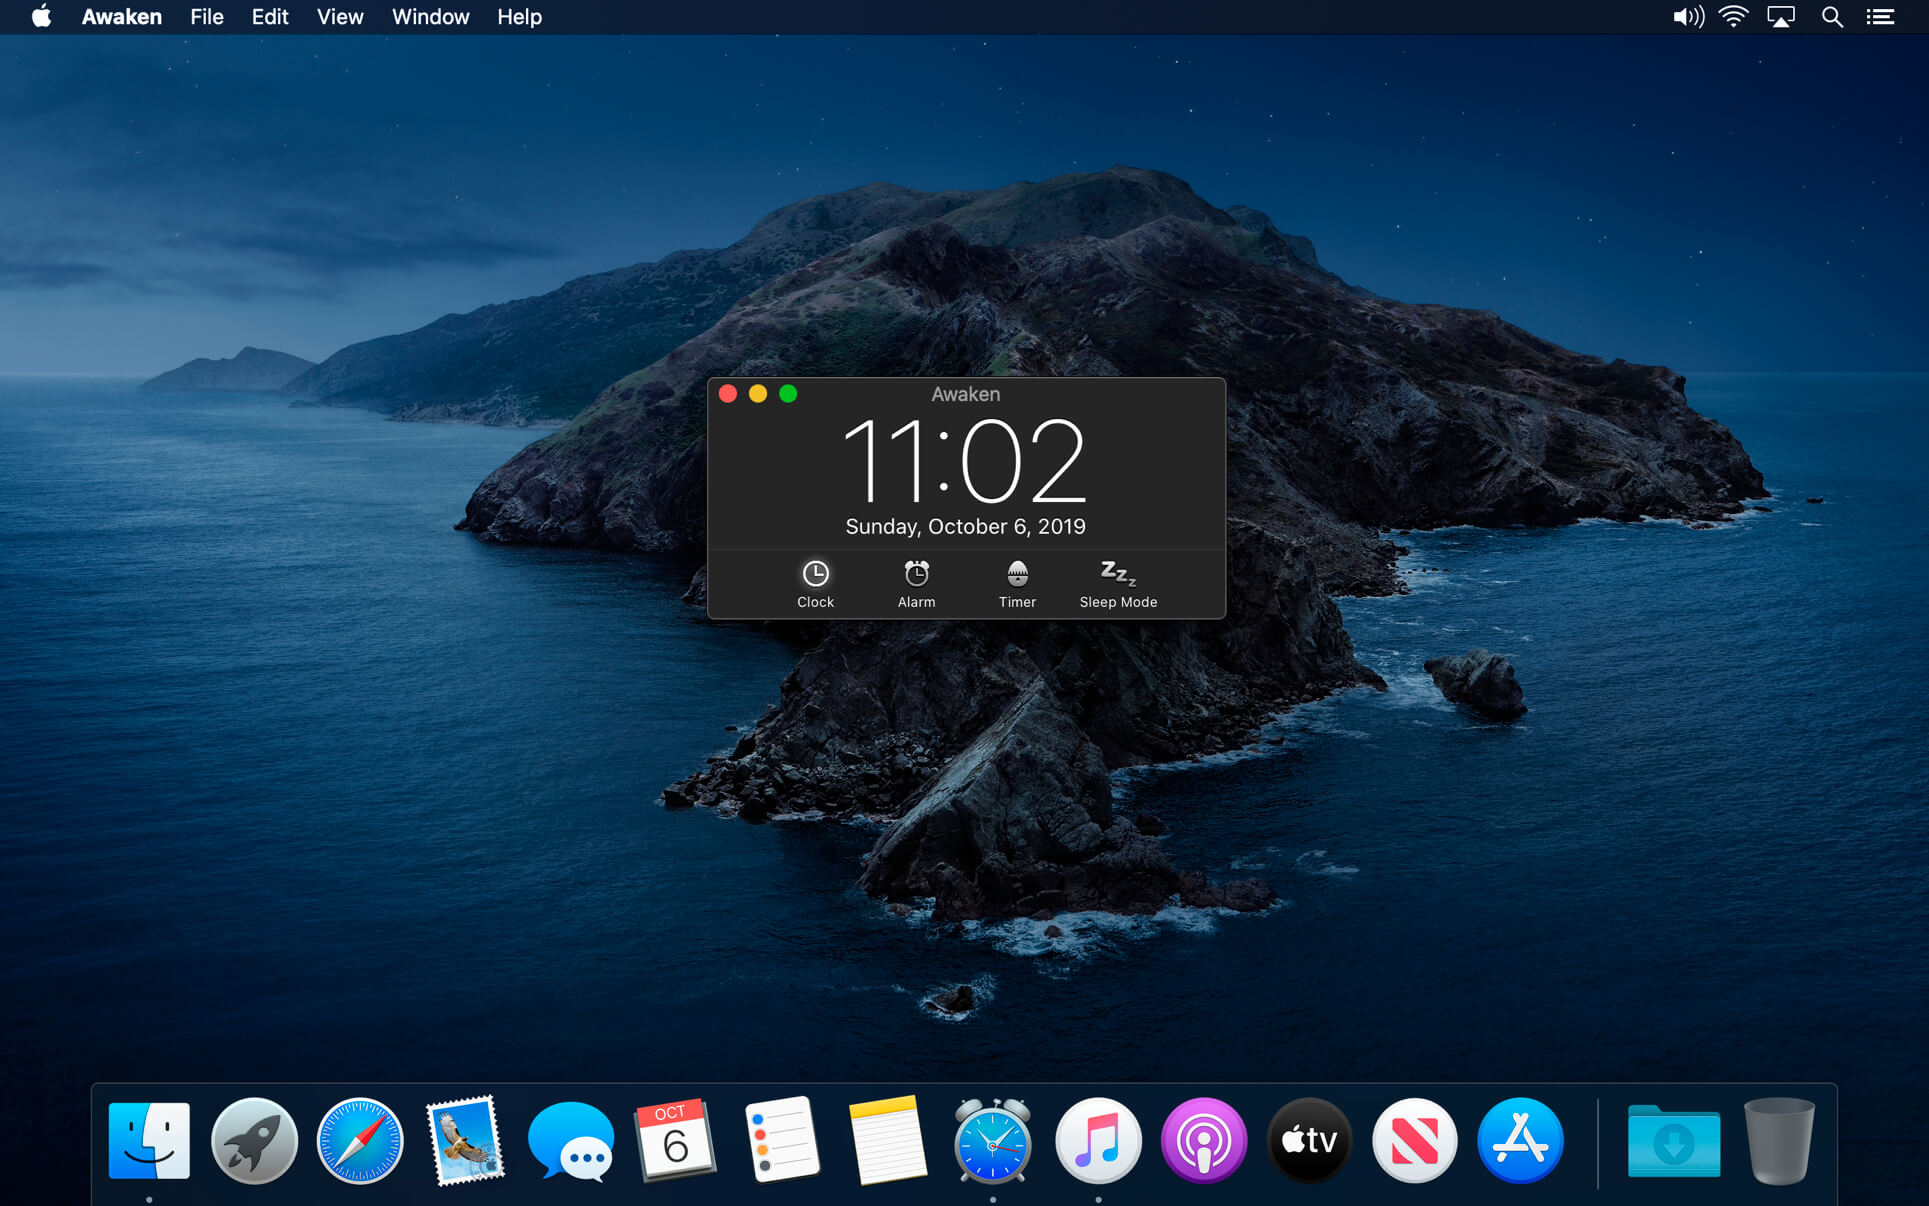 Awaken File Edit View Window Help
Awaken
11:02
Sunday, October 6, 2019
Clock Alarm Timer Sleep Mode
OCT
6
tv